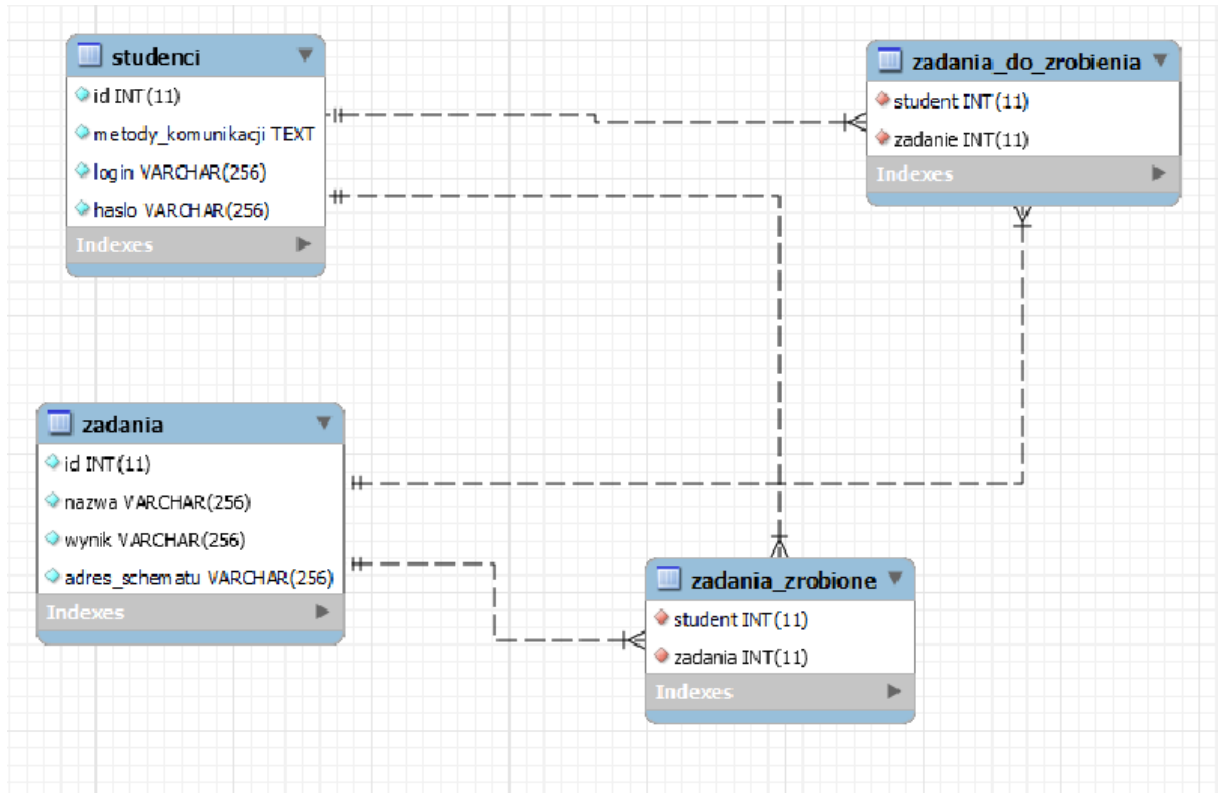 studenci
id INT(11)
metody_komunikacji TEXT
login VARCHAR(256)
haslo VARCHAR(256)
Indexes
zadania_do_zrobienia
student INT(11)
zadanie INT(11)
Indexes
zadania
id INT(11)
nazwa VARCHAR(256)
wynik VARCHAR(256)
adres_schematu VARCHAR(256)
Indexes
zadania_zrobione
student INT(11)
zadania INT(11)
Indexes